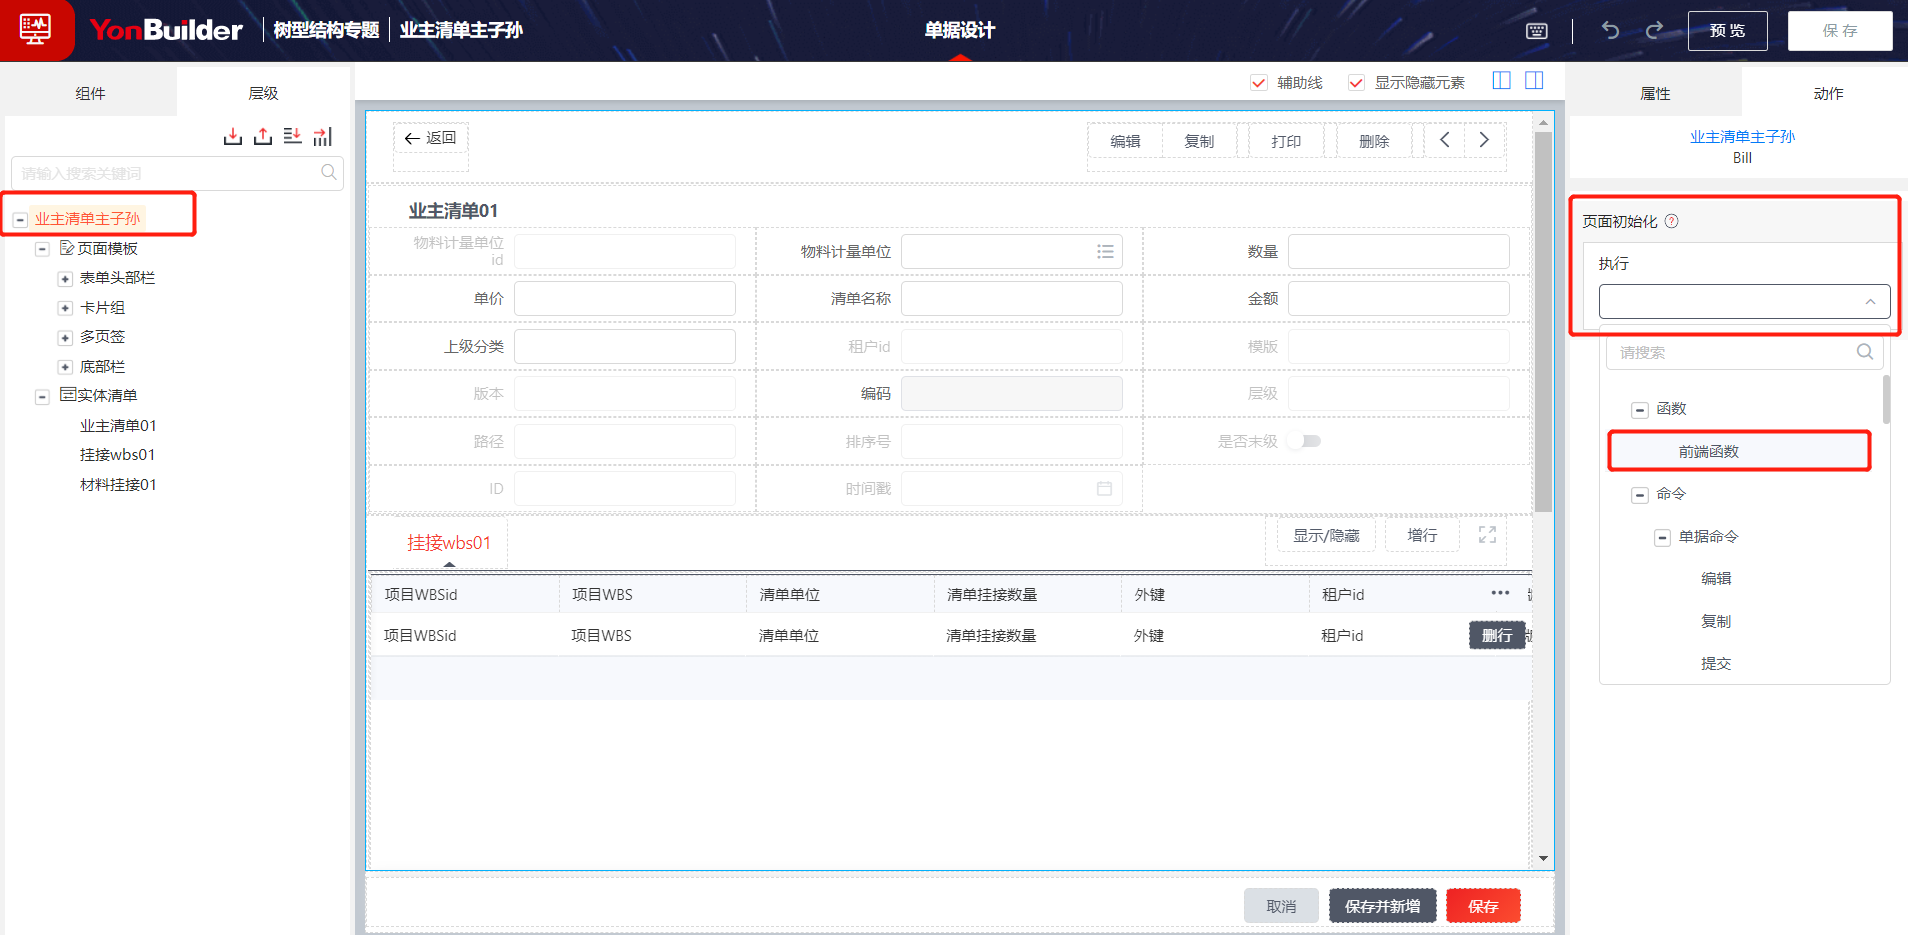 YonBuilder
树型结构专题
业主清单主子孙
单据设计
预览
保存
组件
层级
请输入搜索关键词
业主清单主子孙
页面模板
表单头部栏
卡片组
多页签
底部栏
实体清单
业主清单01
挂接wbs01
材料挂接01
辅助线
显示隐藏元素
返回
编辑
复制
打印
删除
业主清单01
物料计量单位
id
物料计量单位
数量
单价
清单名称
金额
上级分类
租户id
模版
版本
编码
层级
路径
排序号
是否末级
ID
时间戳
挂接wbs01
显示/隐藏
增行
项目WBSid
项目WBS
清单单位
清单挂接数量
外键
租户id
项目WBSid
项目WBS
清单单位
清单挂接数量
外键
租户id
删行
取消
保存并新增
保存
属性
动作
业主清单主子孙
Bill
页面初始化
执行
请搜索
函数
前端函数
命令
单据命令
编辑
复制
提交